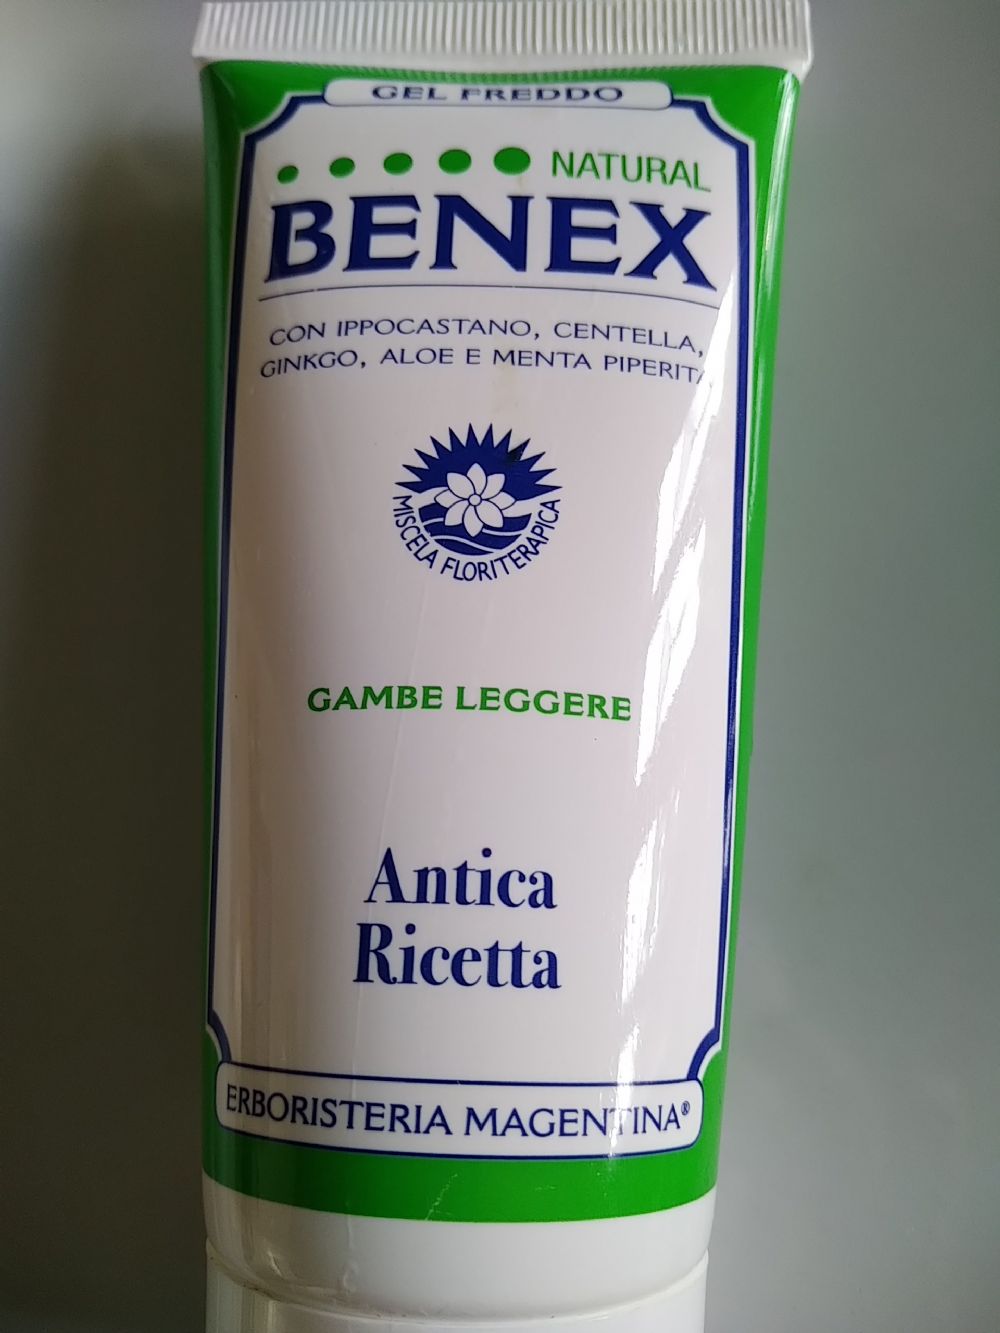 GEL FREDDO
NATURAL
BENEX
CON IPPOCASTANO, CENTELLA,
GINKGO, ALOE E MENTA PIPERITA
MISCELA FLORITERAPICA
GAMBE LEGGERE
Antica
Ricetta
ERBORISTERIA MAGENTINA®